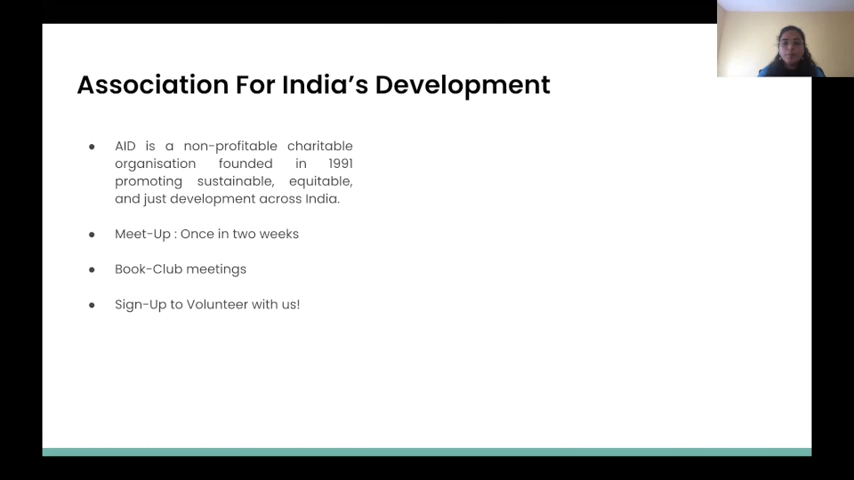 Association For India's Development
● AID is a non-profitable charitable
organisation founded in 1991
promoting sustainable, equitable,
and just development across India.
● Meet-Up : Once in two weeks
● Book-Club meetings
● Sign-Up to Volunteer with us!